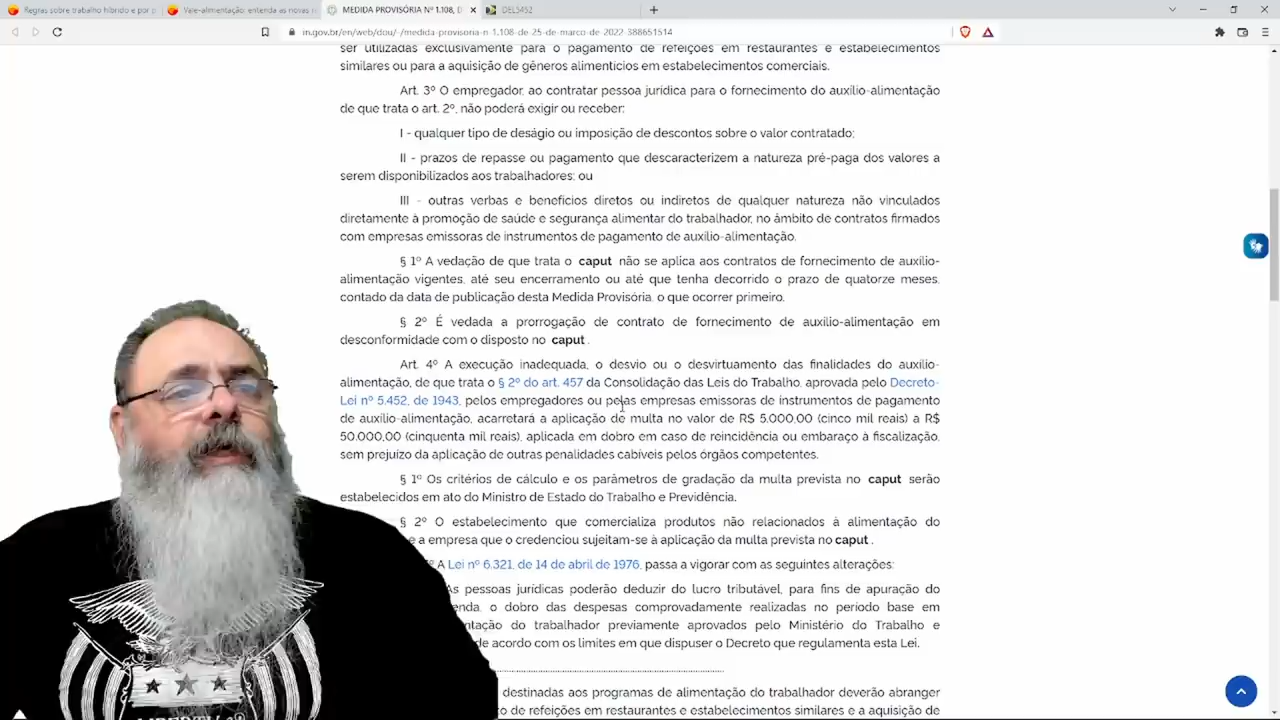 Regras sobre trabalho híbrido e por p
Vale-alimentação: entenda as novas r
MEDIDA PROVISÓRIA Nº 1.108, D
DEL5452
in.gov.br/en/web/dou/-/medida-provisoria-n-1.108-de-25-de-marco-de-2022-388651514
ser utilizadas exclusivamente para o pagamento de refeições em restaurantes e estabelecimentos
similares ou para a aquisição de gêneros alimentícios em estabelecimentos comerciais.
Art. 3º O empregador, ao contratar pessoa jurídica para o fornecimento do auxílio-alimentação
de que trata o art. 2º, não poderá exigir ou receber:
I - qualquer tipo de deságio ou imposição de descontos sobre o valor contratado;
II - prazos de repasse ou pagamento que descaracterizem a natureza pré-paga dos valores a
serem disponibilizados aos trabalhadores; ou
III - outras verbas e benefícios diretos ou indiretos de qualquer natureza não vinculados
diretamente à promoção de saúde e segurança alimentar do trabalhador, no âmbito de contratos firmados
com empresas emissoras de instrumentos de pagamento de auxílio-alimentação.
§ 1º A vedação de que trata o caput não se aplica aos contratos de fornecimento de auxílio-
alimentação vigentes, até seu encerramento ou até que tenha decorrido o prazo de quatorze meses,
contado da data de publicação desta Medida Provisória, o que ocorrer primeiro.
§ 2º É vedada a prorrogação de contrato de fornecimento de auxílio-alimentação em
desconformidade com o disposto no caput .
Art. 4º A execução inadequada, o desvio ou o desvirtuamento das finalidades do auxílio-
alimentação, de que trata o § 2º do art. 457 da Consolidação das Leis do Trabalho, aprovada pelo Decreto-
Lei nº 5.452, de 1943, pelos empregadores ou pelas empresas emissoras de instrumentos de pagamento
de auxílio-alimentação, acarretará a aplicação de multa no valor de R$ 5.000,00 (cinco mil reais) a R$
50.000,00 (cinquenta mil reais), aplicada em dobro em caso de reincidência ou embaraço à fiscalização,
sem prejuízo da aplicação de outras penalidades cabíveis pelos órgãos competentes.
§ 1º Os critérios de cálculo e os parâmetros de gradação da multa prevista no caput serão
estabelecidos em ato do Ministro de Estado do Trabalho e Previdência.
§ 2º O estabelecimento que comercializa produtos não relacionados à alimentação do
e a empresa que o credenciou sujeitam-se à aplicação da multa prevista no caput .
A Lei nº 6.321, de 14 de abril de 1976, passa a vigorar com as seguintes alterações:
As pessoas jurídicas poderão deduzir do lucro tributável, para fins de apuração do
enda, o dobro das despesas comprovadamente realizadas no período base em
ntação do trabalhador previamente aprovados pelo Ministério do Trabalho e
de acordo com os limites em que dispuser o Decreto que regulamenta esta Lei.
destinadas aos programas de alimentação do trabalhador deverão abranger
o de refeições em restaurantes e estabelecimentos similares e a aquisição de